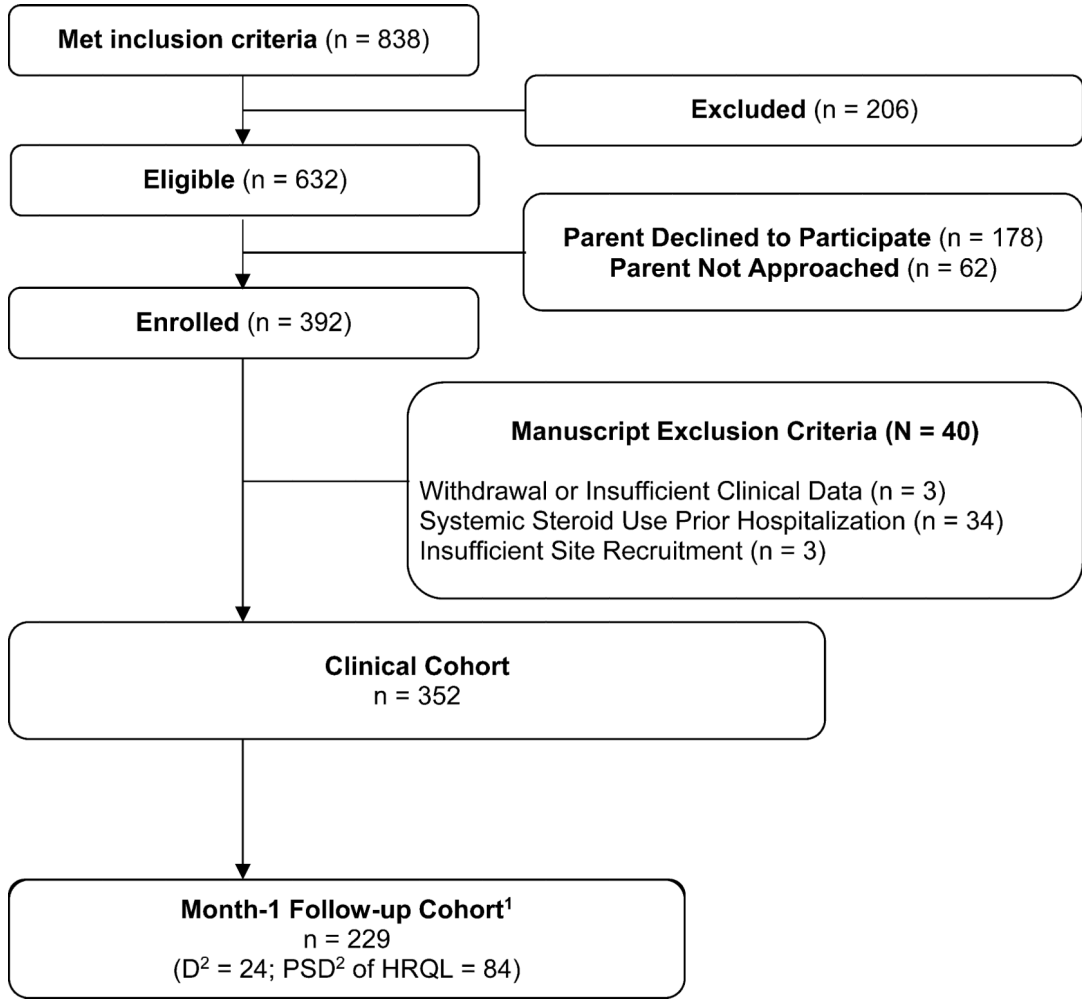 Met inclusion criteria (n = 838)
Excluded (n = 206)
Eligible (n = 632)
Parent Declined to Participate (n = 178)
Parent Not Approached (n = 62)
Enrolled (n = 392)
Manuscript Exclusion Criteria (N = 40)
Withdrawal or Insufficient Clinical Data (n = 3)
Systemic Steroid Use Prior Hospitalization (n = 34)
Insufficient Site Recruitment (n = 3)
Clinical Cohort
n = 352
Month-1 Follow-up Cohort¹
n = 229
(D² = 24; PSD² of HRQL = 84)